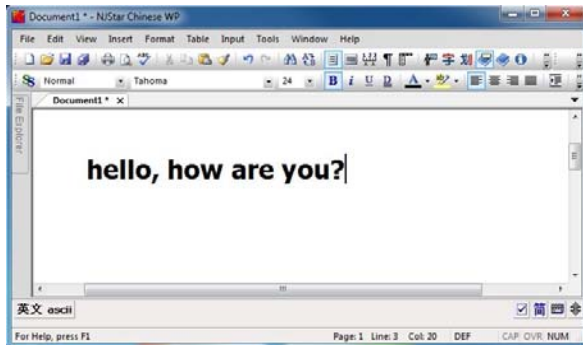 Document1 * - NJStar Chinese WP
File Edit View Insert Format Table Input Tools Window Help
Normal Tahoma 24 B i U D A
Document1 * x
File Explorer
hello, how are you?
英文 ascii 简
For Help, press F1 Page: 1 Line: 3 Col: 20 DEF CAP OVR NUM